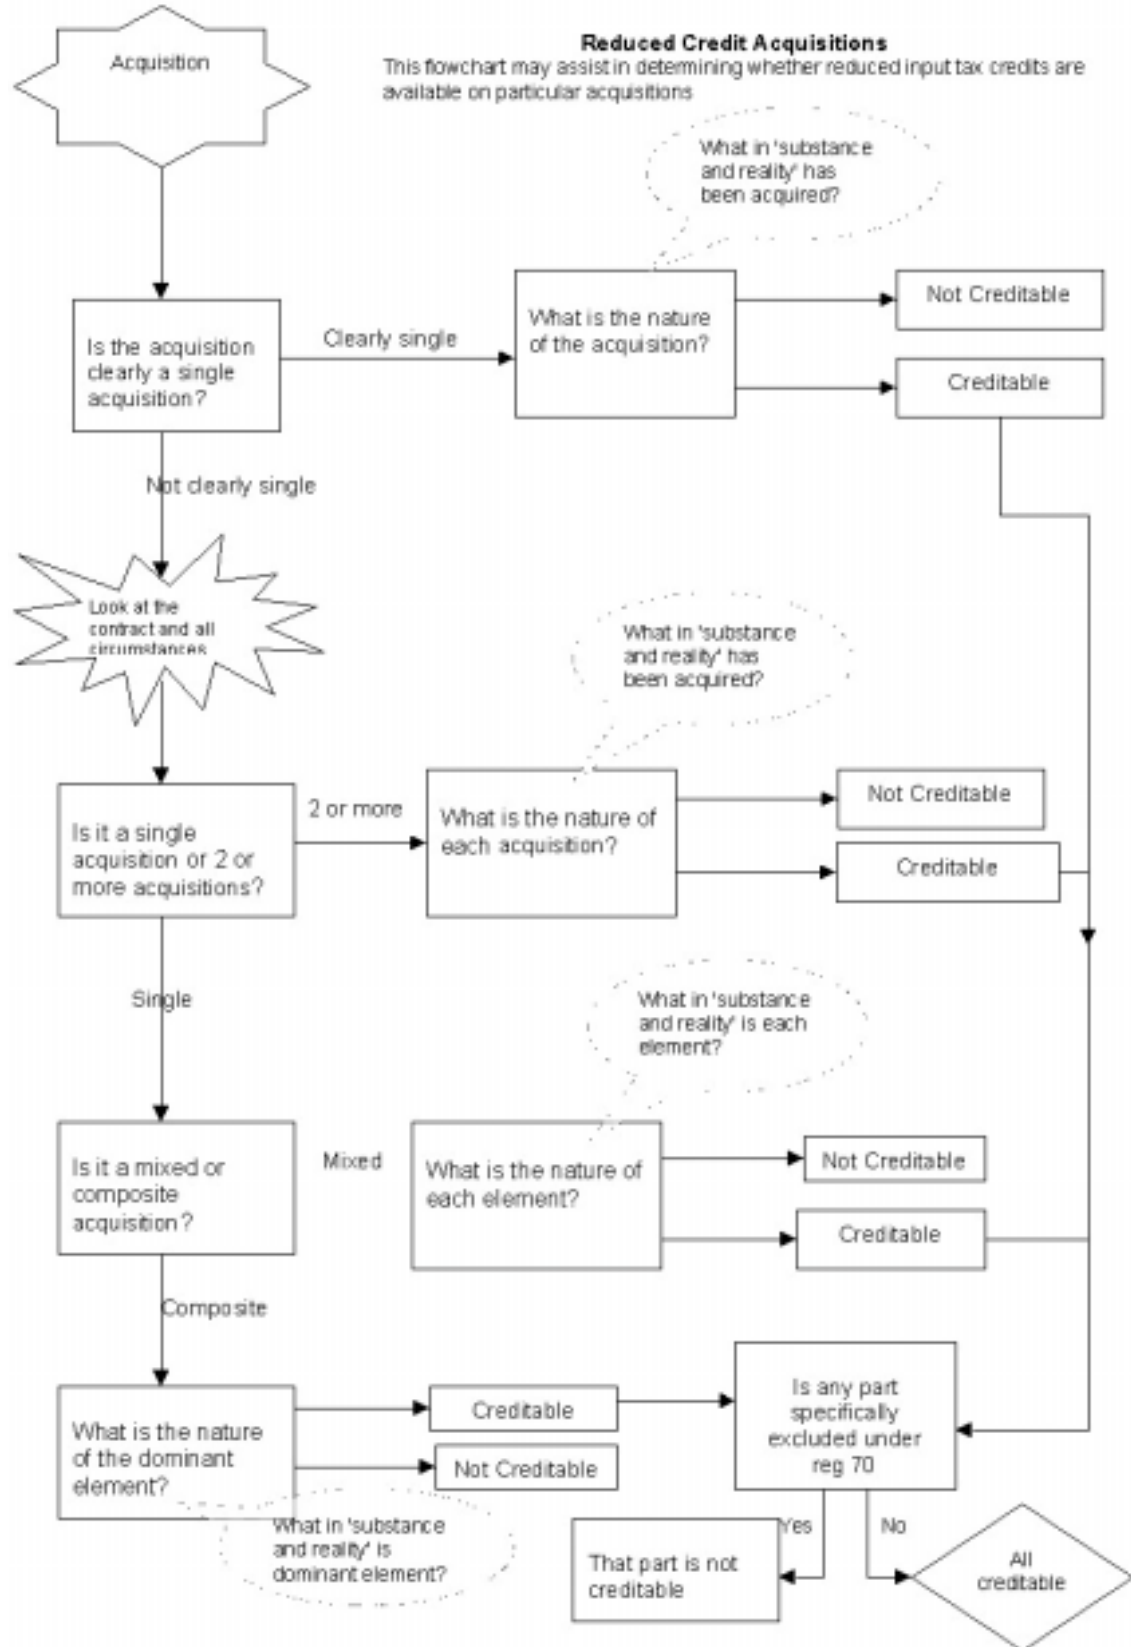 Acquisition
Reduced Credit Acquisitions
This flowchart may assist in determining whether reduced input tax credits are
available on particular acquisitions
What in 'substance
and reality' has
been acquired?
Is the acquisition
clearly a single
acquisition?
Clearly single
What is the nature
of the acquisition?
Not Creditable
Creditable
Not clearly single
Look at the
contract and all
circumstances
What in 'substance
and reality' has
been acquired?
Is it a single
acquisition or 2 or
more acquisitions?
2 or more
What is the nature of
each acquisition?
Not Creditable
Creditable
Single
What in 'substance
and reality' is each
element?
Is it a mixed or
composite
acquisition?
Mixed
What is the nature of
each element?
Not Creditable
Creditable
Composite
What is the nature
of the dominant
element?
Creditable
Not Creditable
What in 'substance
and reality' is
dominant element?
Is any part
specifically
excluded under
reg 70
Yes
No
That part is not
creditable
All
creditable